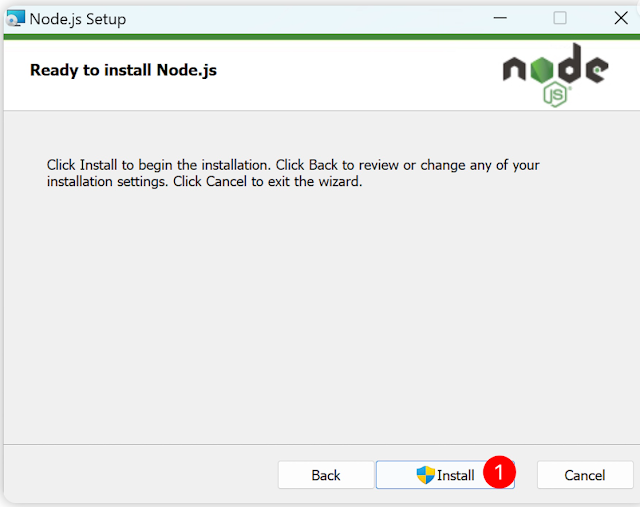 Node.js Setup
Ready to install Node.js
node
JS
Click Install to begin the installation. Click Back to review or change any of your
installation settings. Click Cancel to exit the wizard.
Back
Install
1
Cancel